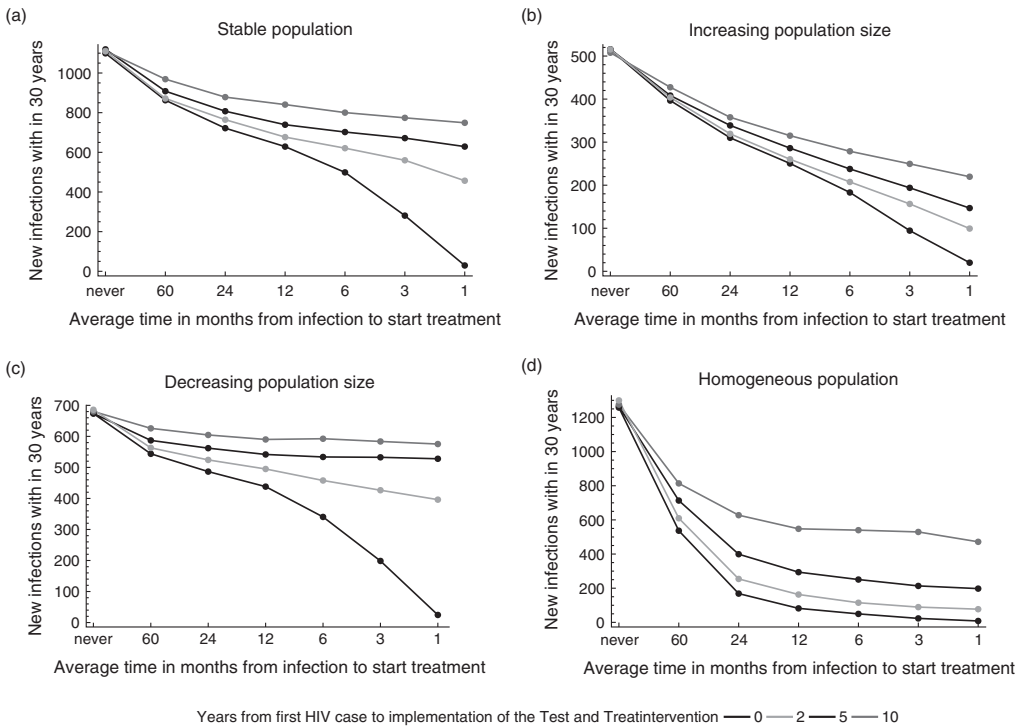 (a)
Stable population
New infections with in 30 years
1000
800
600
400
200
0
never 60 24 12 6 3 1
Average time in months from infection to start treatment
(b)
Increasing population size
New infections with in 30 years
500
400
300
200
100
0
never 60 24 12 6 3 1
Average time in months from infection to start treatment
(c)
Decreasing population size
New infections with in 30 years
700
600
500
400
300
200
100
0
never 60 24 12 6 3 1
Average time in months from infection to start treatment
(d)
Homogeneous population
New infections with in 30 years
1200
1000
800
600
400
200
0
never 60 24 12 6 3 1
Average time in months from infection to start treatment
Years from first HIV case to implementation of the Test and Treatintervention 0 2 5 10